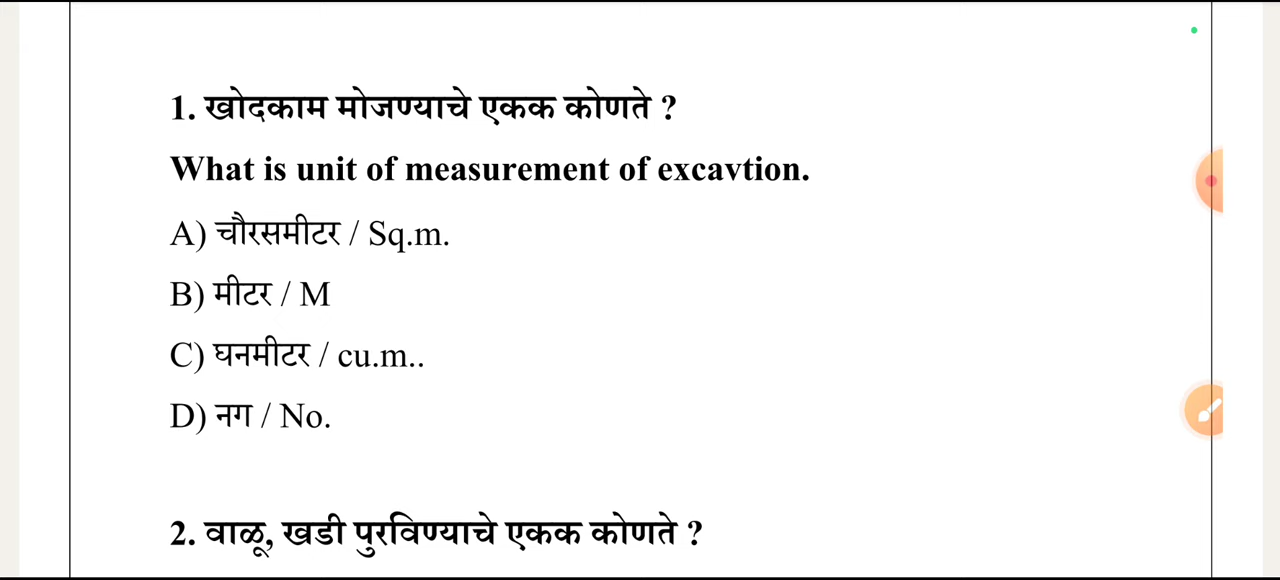 1. खोदकाम मोजण्याचे एकक कोणते ?
What is unit of measurement of excavtion.
A) चौरसमीटर / Sq.m.
B) मीटर / M
C) घनमीटर / cu.m..
D) नग / No.
2. वाळू, खडी पुरविण्याचे एकक कोणते ?